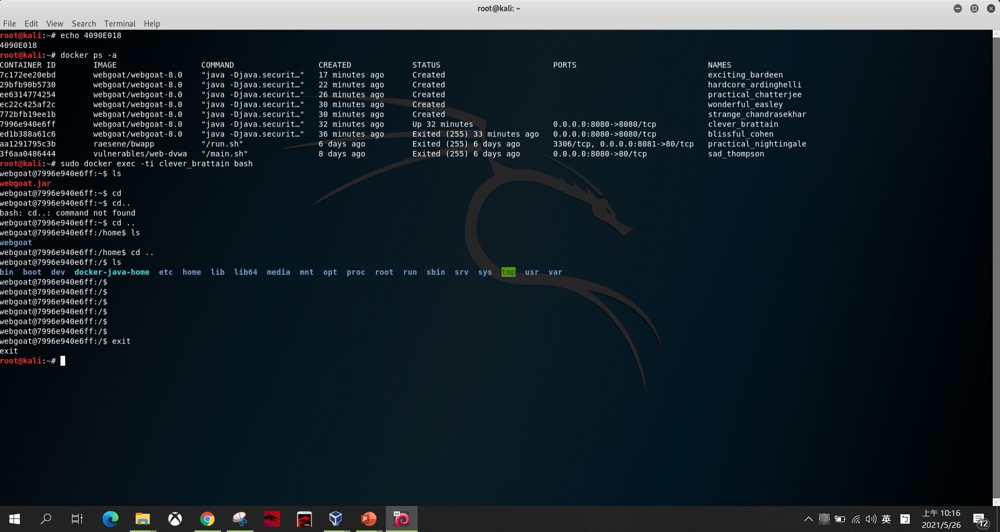 root@kali: ~
File Edit View Search Terminal Help
root@kali:~# echo 4090E018
4090E018
root@kali:~# docker ps -a
CONTAINER ID IMAGE COMMAND CREATED STATUS PORTS NAMES
7c172ee20ebd webgoat/webgoat-8.0 "java -Djava.securit…" 17 minutes ago Created exciting_bardeen
29bfb90b5730 webgoat/webgoat-8.0 "java -Djava.securit…" 22 minutes ago Created hardcore_ardinghelli
ee6314774254 webgoat/webgoat-8.0 "java -Djava.securit…" 26 minutes ago Created practical_chatterjee
ec22c425af2c webgoat/webgoat-8.0 "java -Djava.securit…" 30 minutes ago Created wonderful_easley
772bfb19ee1b webgoat/webgoat-8.0 "java -Djava.securit…" 30 minutes ago Created strange_chandrasekhar
7996e940e6ff webgoat/webgoat-8.0 "java -Djava.securit…" 32 minutes ago Up 32 minutes 0.0.0.0:8080->8080/tcp clever_brattain
ed1b388a61c6 webgoat/webgoat-8.0 "java -Djava.securit…" 36 minutes ago Exited (255) 33 minutes ago 0.0.0.0:8080->8080/tcp blissful_cohen
aa1291795c3b raesene/bwapp "/run.sh" 6 days ago Exited (255) 6 days ago 3306/tcp, 0.0.0.0:8081->80/tcp practical_nightingale
3f6aa0486444 vulnerables/web-dvwa "/main.sh" 8 days ago Exited (255) 6 days ago 0.0.0.0:8080->80/tcp sad_thompson
root@kali:~# sudo docker exec -ti clever_brattain bash
webgoat@7996e940e6ff:~$ ls
webgoat.jar
webgoat@7996e940e6ff:~$ cd
webgoat@7996e940e6ff:~$ cd..
bash: cd..: command not found
webgoat@7996e940e6ff:~$ cd ..
webgoat@7996e940e6ff:/home$ ls
webgoat
webgoat@7996e940e6ff:/home$ cd ..
webgoat@7996e940e6ff:/$ ls
bin boot dev docker-java-home etc home lib lib64 media mnt opt proc root run sbin srv sys tmp usr var
webgoat@7996e940e6ff:/$
webgoat@7996e940e6ff:/$
webgoat@7996e940e6ff:/$
webgoat@7996e940e6ff:/$
webgoat@7996e940e6ff:/$
webgoat@7996e940e6ff:/$
webgoat@7996e940e6ff:/$ exit
exit
root@kali:~#
P
64
英
ㄅ
上午 10:16
2021/5/26
12